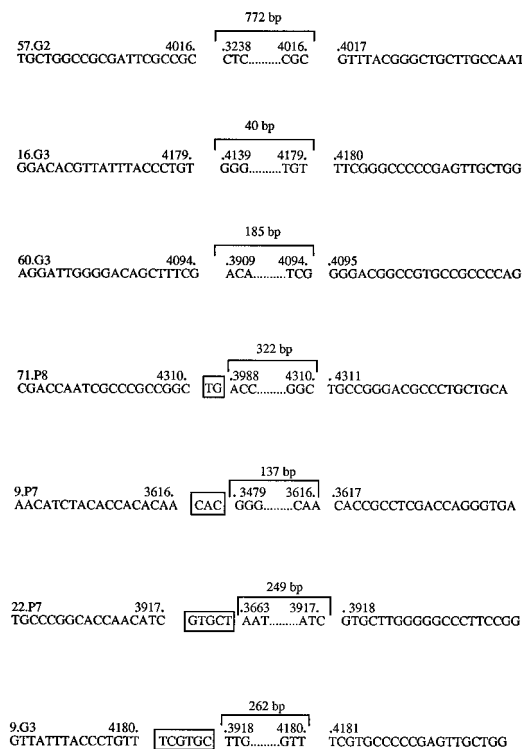 772 bp
57.G2 4016. .3238 4016. .4017
TGCTGGCCGCGATTCGCCGC CTC.........CGC GTTTACGGGCTGCTTGCCAAT
40 bp
16.G3 4179. .4139 4179. .4180
GGACACGTTATTTACCCTGT GGG.........TGT TTCGGGCCCCCGAGTTGCTGG
185 bp
60.G3 4094. .3909 4094. .4095
AGGATTGGGGACAGCTTTCG ACA.........TCG GGGACGGCCGTGCCGCCCCAG
322 bp
71.P8 4310. .3988 4310. .4311
CGACCAATCGCCCGCCGGC TG ACC.........GGC TGCCGGGACGCCCTGCTGCA
137 bp
9.P7 3616. .3479 3616. .3617
AACATCTACACCACACAA CAC GGG.........CAA CACCGCCTCGACCAGGGTGA
249 bp
22.P7 3917. .3663 3917. .3918
TGCCCGGCACCAACATC GTGCT AAT.........ATC GTGCTTGGGGGCCCTTCCGG
262 bp
9.G3 4180. .3918 4180. .4181
GTTATTTACCCTGTT TCGTGC TTG.........GTT TCGTGCCCCCGAGTTGCTGG